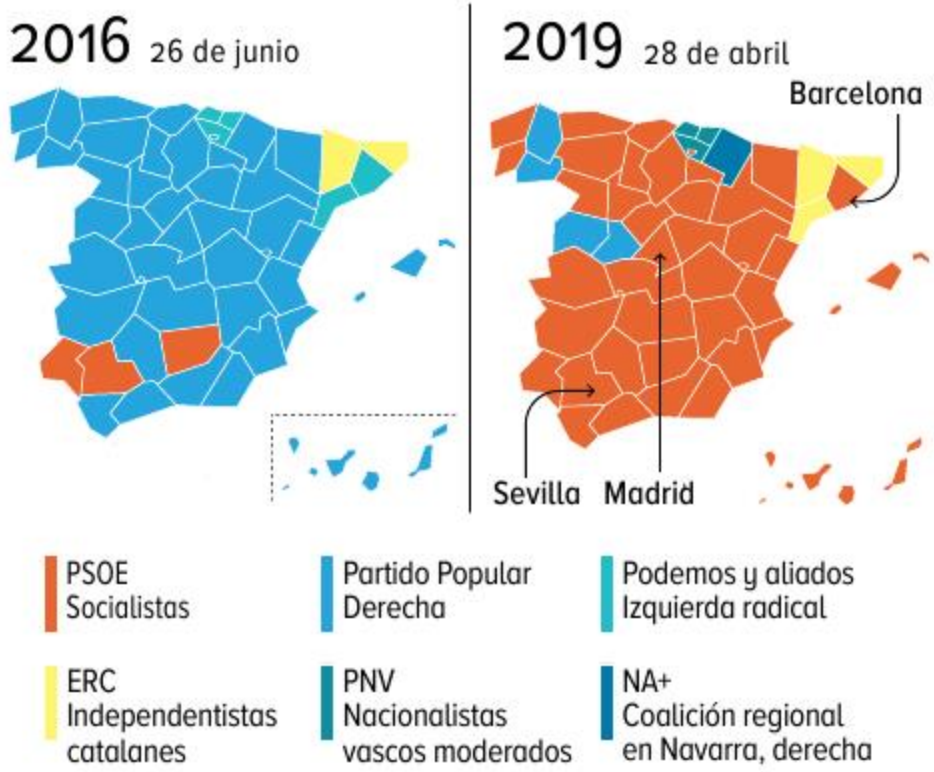 2016 26 de junio
2019 28 de abril
Barcelona
Sevilla
Madrid
PSOE
Socialistas
Partido Popular
Derecha
Podemos y aliados
Izquierda radical
ERC
Independentistas
catalanes
PNV
Nacionalistas
vascos moderados
NA+
Coalición regional
en Navarra, derecha